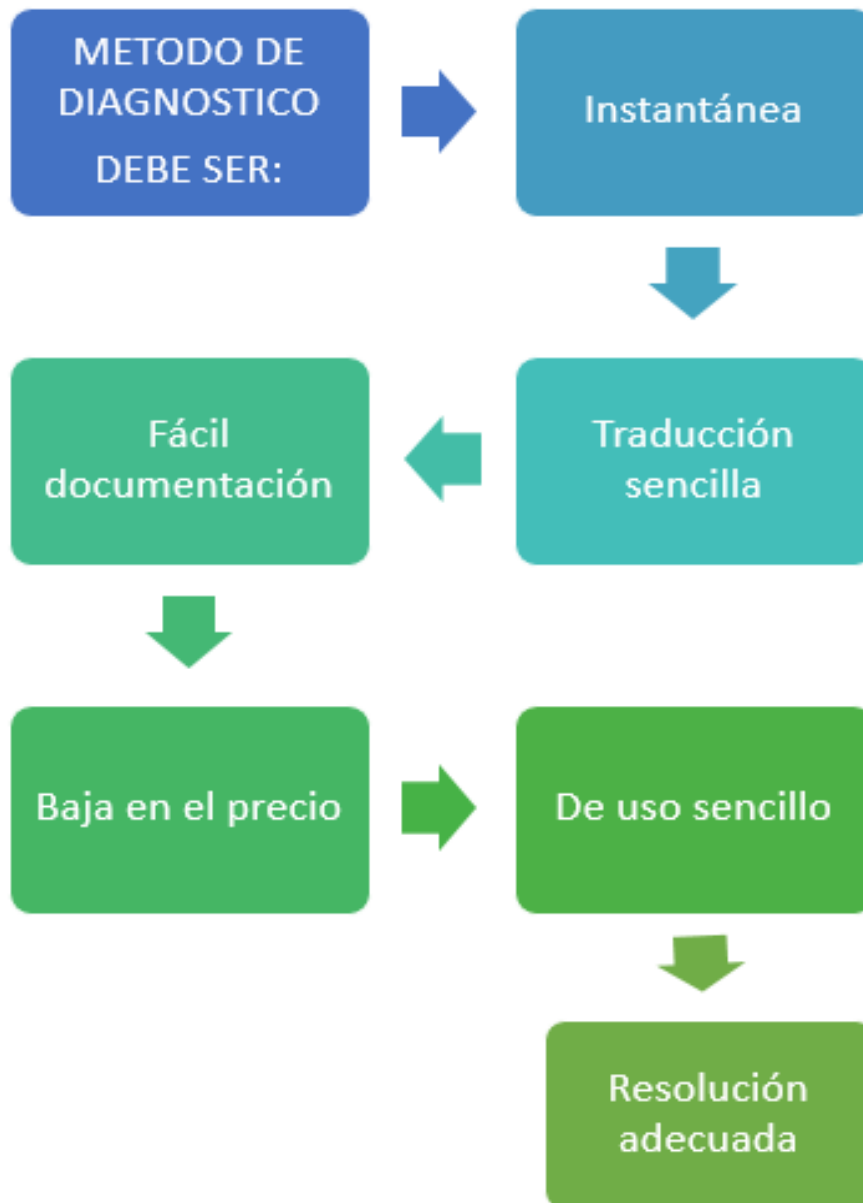 METODO DE
DIAGNOSTICO
DEBE SER:
Instantánea
Traducción
sencilla
Fácil
documentación
Baja en el precio
De uso sencillo
Resolución
adecuada